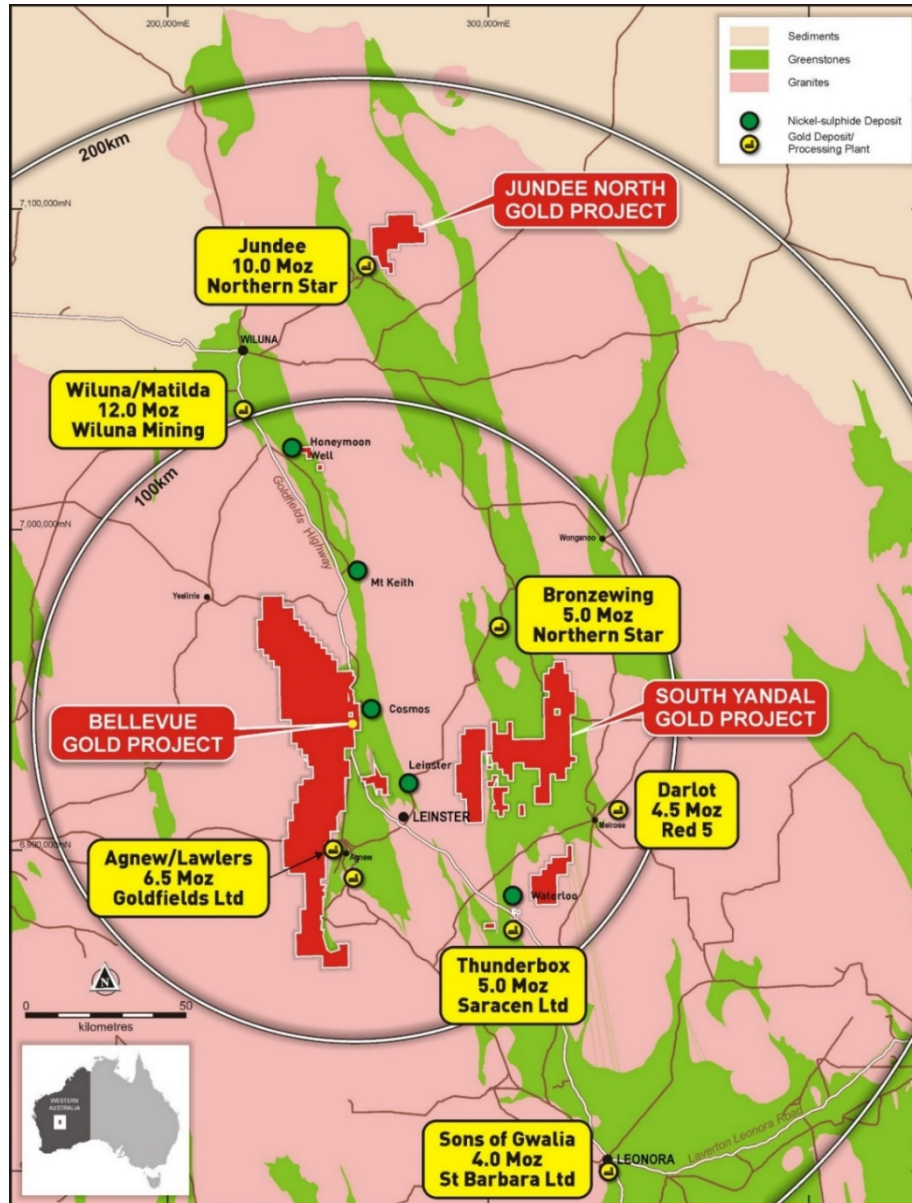 200,000mE
300,000mE
Sediments
Greenstones
Granites
Nickel-sulphide Deposit
Gold Deposit/
Processing Plant
200km
7,100,000mN
JUNDEE NORTH
GOLD PROJECT
Jundee
10.0 Moz
Northern Star
WILUNA
Wiluna/Matilda
12.0 Moz
Wiluna Mining
Honeymoon
Well
100km
Goldfields Highway
7,000,000mN
Wonganoo
Mt Keith
Yeelirrie
Bronzewing
5.0 Moz
Northern Star
BELLEVUE
GOLD PROJECT
Cosmos
SOUTH YANDAL
GOLD PROJECT
Leinster
LEINSTER
Darlot
4.5 Moz
Red 5
Melrose
6,900,000mN
Agnew/Lawlers
6.5 Moz
Goldfields Ltd
Agnew
Waterloo
Thunderbox
5.0 Moz
Saracen Ltd
N
0
50
kilometres
WESTERN
AUSTRALIA
Sons of Gwalia
4.0 Moz
St Barbara Ltd
LEONORA
Laverton Leonora Road